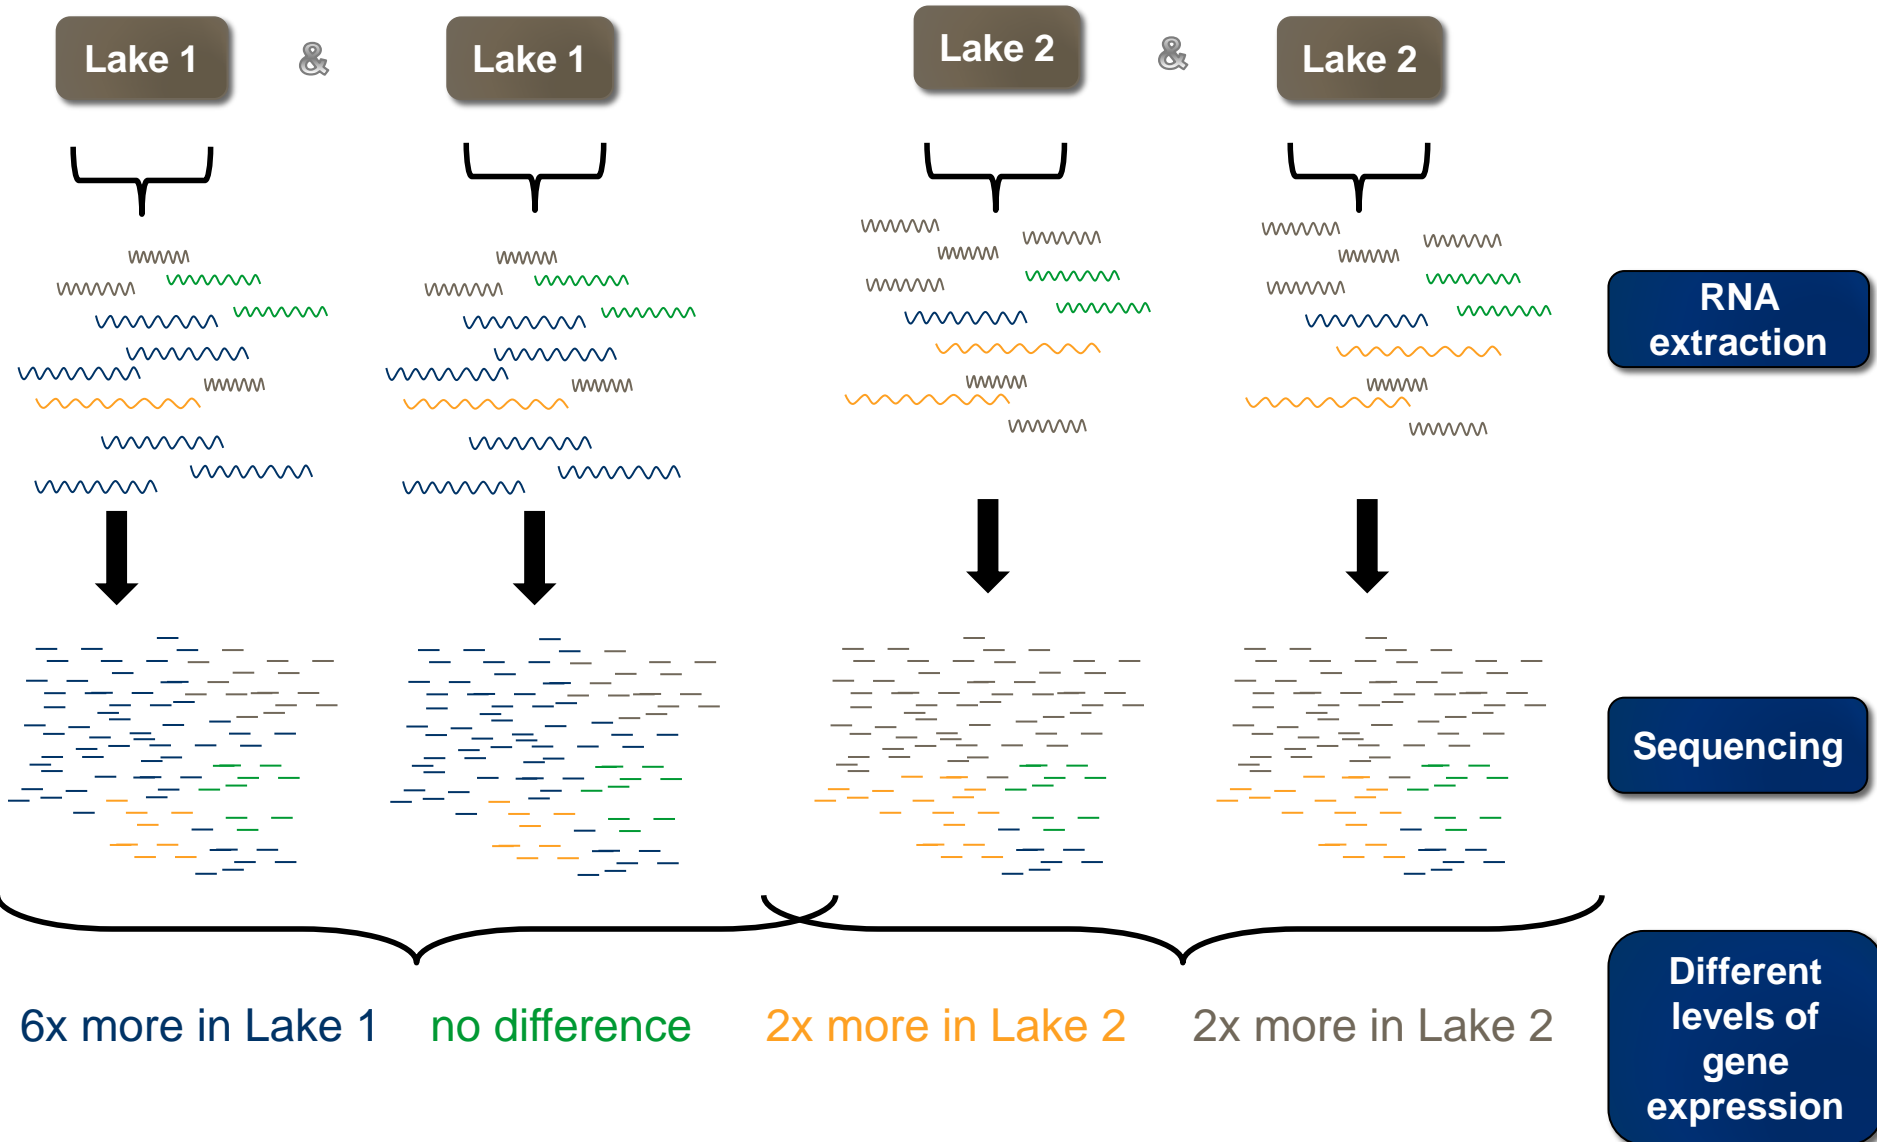 Lake 1
&
Lake 1
Lake 2
&
Lake 2
RNA
extraction
Sequencing
6x more in Lake 1
no difference
2x more in Lake 2
2x more in Lake 2
Different
levels of
gene
expression